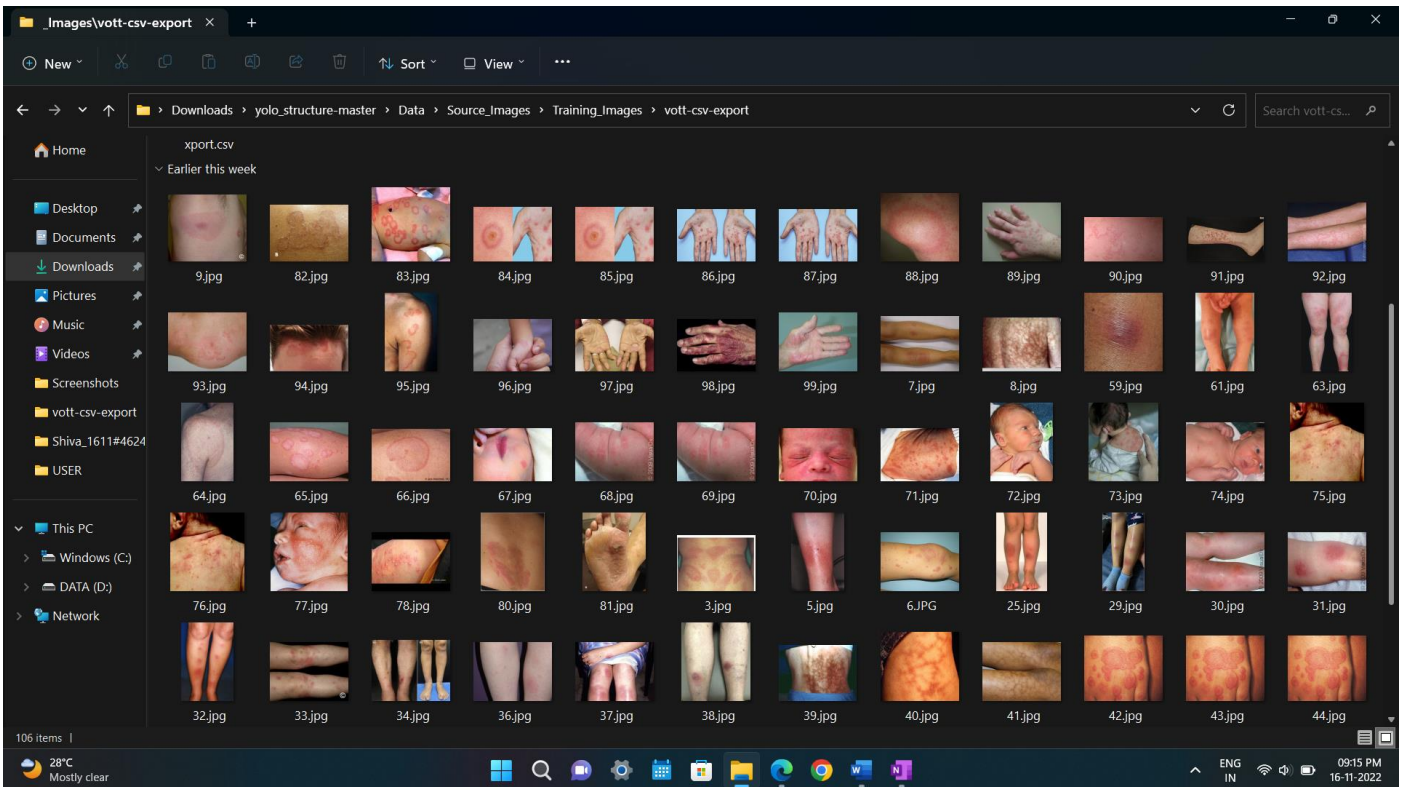 _Images\vott-csv-export
New
Sort
View
Downloads > yolo_structure-master > Data > Source_Images > Training_Images > vott-csv-export
Search vott-cs...
Home
Desktop
Documents
Downloads
Pictures
Music
Videos
Screenshots
vott-csv-export
Shiva_1611#4624
USER
This PC
Windows (C:)
DATA (D:)
Network
xport.csv
Earlier this week
9.jpg 82.jpg 83.jpg 84.jpg 85.jpg 86.jpg 87.jpg 88.jpg 89.jpg 90.jpg 91.jpg 92.jpg
93.jpg 94.jpg 95.jpg 96.jpg 97.jpg 98.jpg 99.jpg 7.jpg 8.jpg 59.jpg 61.jpg 63.jpg
64.jpg 65.jpg 66.jpg 67.jpg 68.jpg 69.jpg 70.jpg 71.jpg 72.jpg 73.jpg 74.jpg 75.jpg
76.jpg 77.jpg 78.jpg 80.jpg 81.jpg 3.jpg 5.jpg 6.JPG 25.jpg 29.jpg 30.jpg 31.jpg
32.jpg 33.jpg 34.jpg 36.jpg 37.jpg 38.jpg 39.jpg 40.jpg 41.jpg 42.jpg 43.jpg 44.jpg
106 items
28°C
Mostly clear
ENG
IN
09:15 PM
16-11-2022